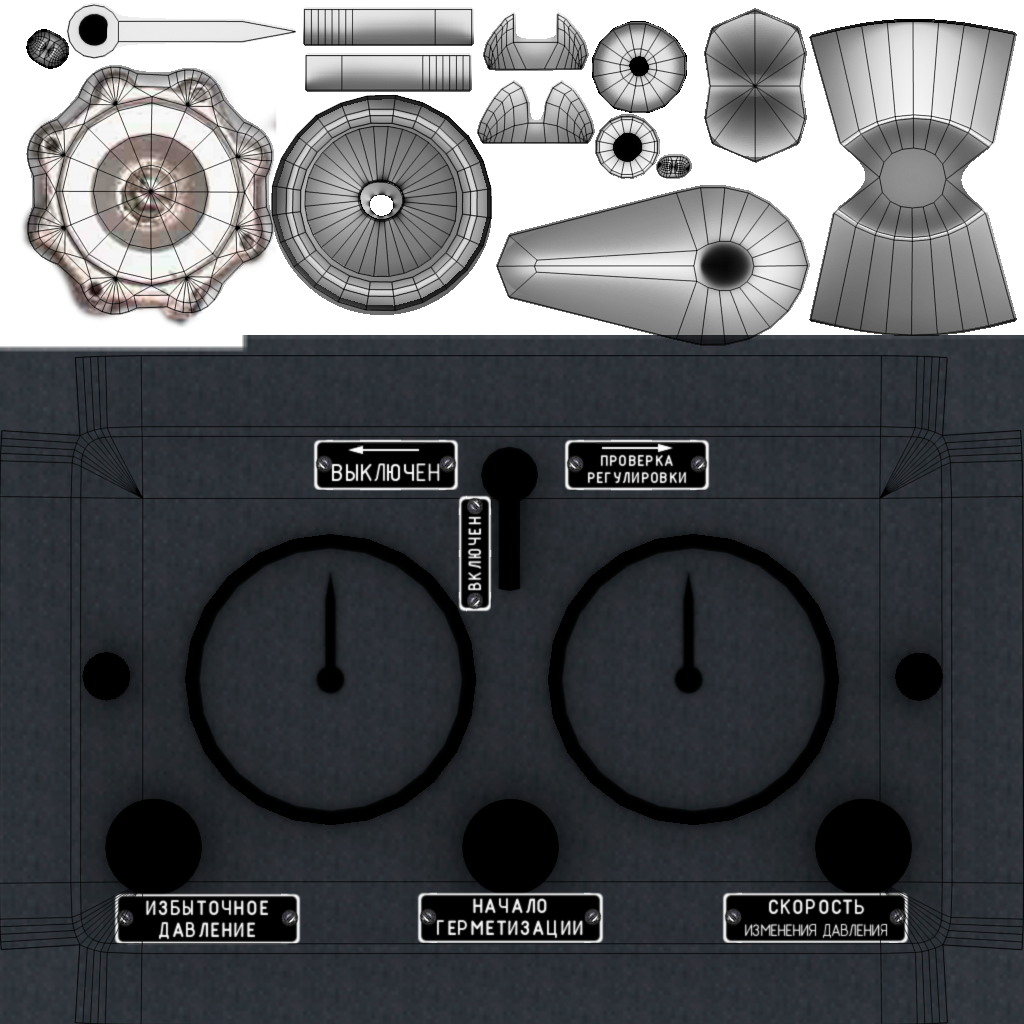 ВЫКЛЮЧЕН
ПРОВЕРКА
РЕГУЛИРОВКИ
ВКЛЮЧЕН
ИЗБЫТОЧНОЕ
ДАВЛЕНИЕ
НАЧАЛО
ГЕРМЕТИЗАЦИИ
СКОРОСТЬ
ИЗМЕНЕНИЯ ДАВЛЕНИЯ